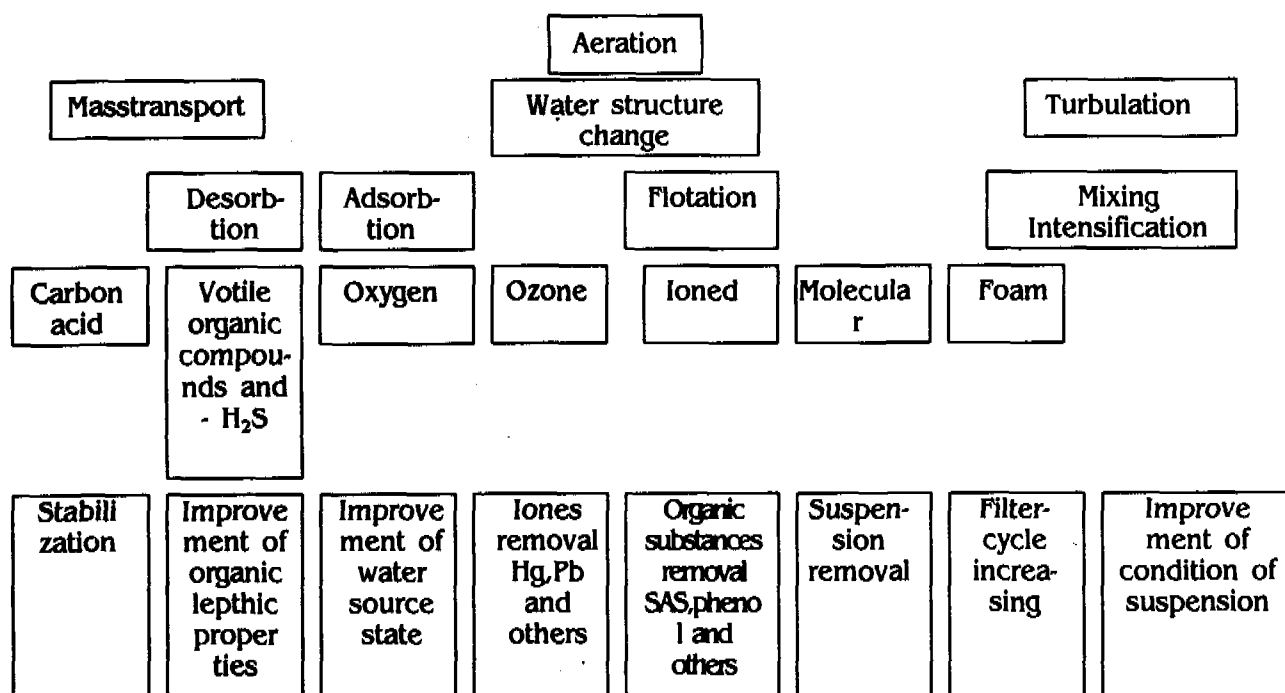 Aeration
Masstransport
Water structure
change
Turbulation
Desorb-
tion
Adsorb-
tion
Flotation
Mixing
Intensification
Carbon
acid
Votile
organic
compou-
nds and
- H₂S
Oxygen
Ozone
Ioned
Molecula
r
Foam
Stabili
zation
Improve
ment of
organic
lepthic
proper
ties
Improve
ment of
water
source
state
Iones
removal
Hg,Pb
and
others
Organic
substances
removal
SAS,pheno
l and
others
Suspen-
sion
removal
Filter-
cycle
increa-
sing
Improve
ment of
condition of
suspension